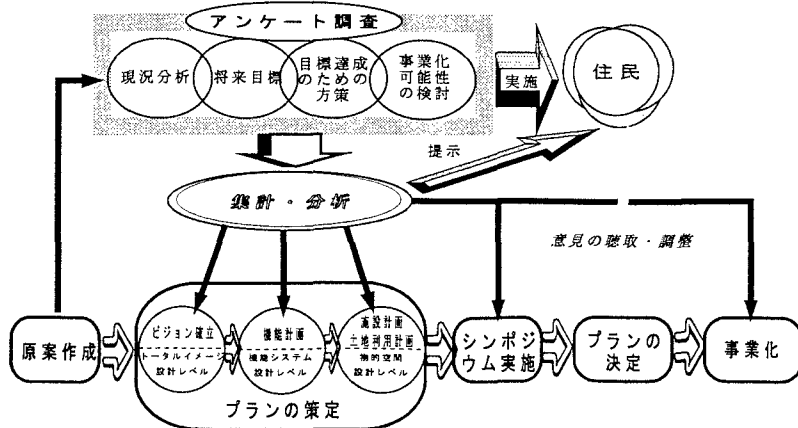 アンケート調査
現況分析
将来目標
目標達成
のための
方策
事業化
可能性
の検討
実施
住民
提示
集計・分析
意見の聴取・調整
原案作成
ビジョン確立
トータルイメージ
設計レベル
機能計画
機能システム
設計レベル
施設計画
土地利用計画
物的空間
設計レベル
プランの策定
シンポジ
ウム実施
プランの
決定
事業化